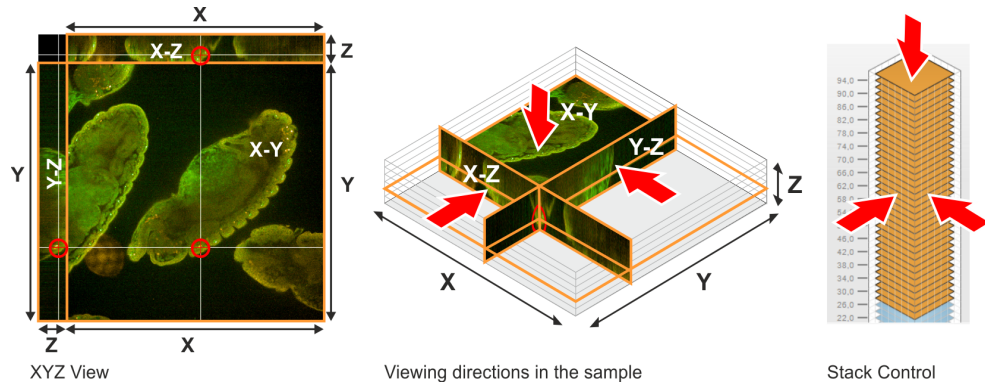 X
X-Z
Z
Y
Y-Z
X-Y
Y
Z
X
XYZ View
X-Y
Y-Z
X-Z
Z
X
Y
Viewing directions in the sample
94,0
90,0
86,0
82,0
78,0
74,0
70,0
66,0
62,0
58,0
46,0
42,0
38,0
34,0
30,0
26,0
22,0
Stack Control